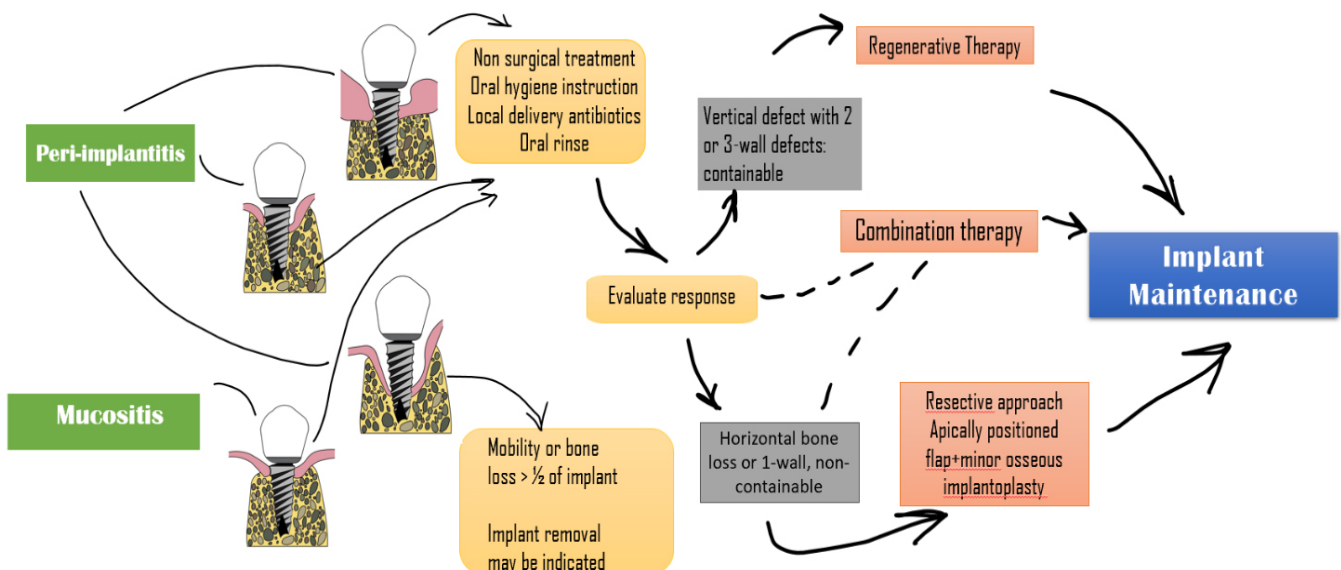 Peri-implantitis
Mucositis
Non surgical treatment
Oral hygiene instruction
Local delivery antibiotics
Oral rinse
Mobility or bone
loss > ½ of implant
Implant removal
may be indicated
Evaluate response
Vertical defect with 2
or 3-wall defects:
containable
Horizontal bone
loss or 1-wall, non-
containable
Regenerative Therapy
Combination therapy
Resective approach
Apically positioned
flap+minor osseous
implantoplasty
Implant
Maintenance